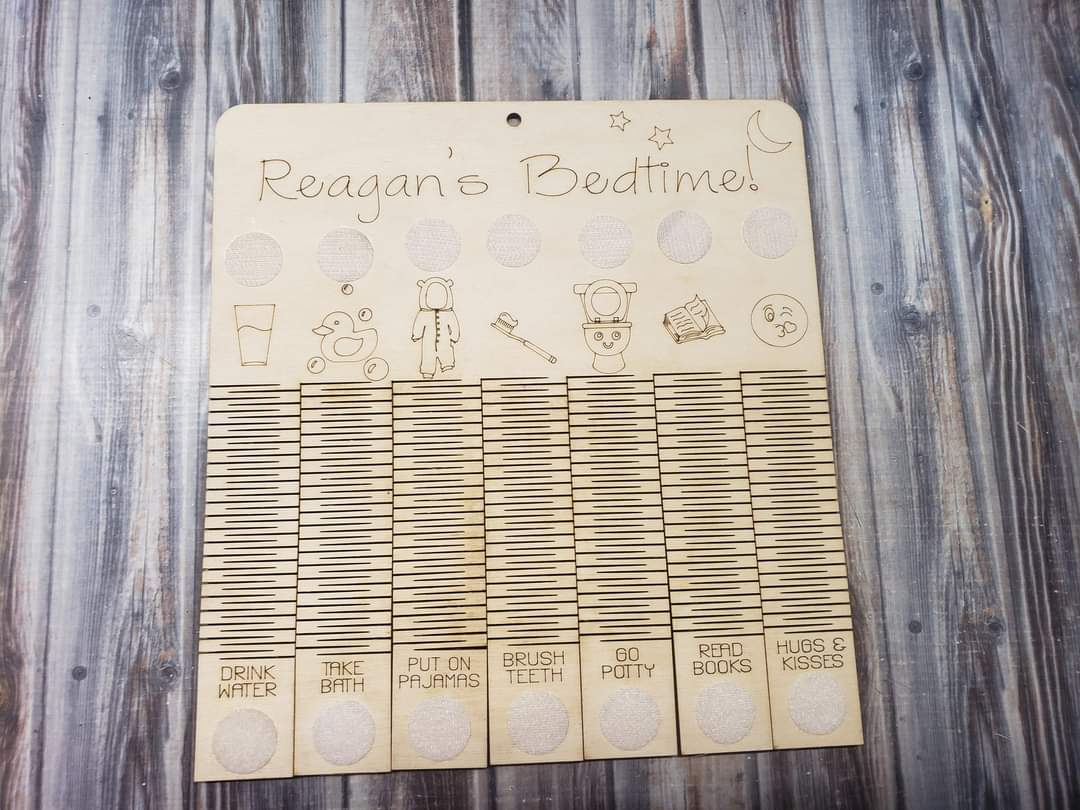 Reagan's Bedtime!
DRINK
WATER
TAKE
BATH
PUT ON
PAJAMAS
BRUSH
TEETH
GO
POTTY
READ
BOOKS
HUGS &
KISSES